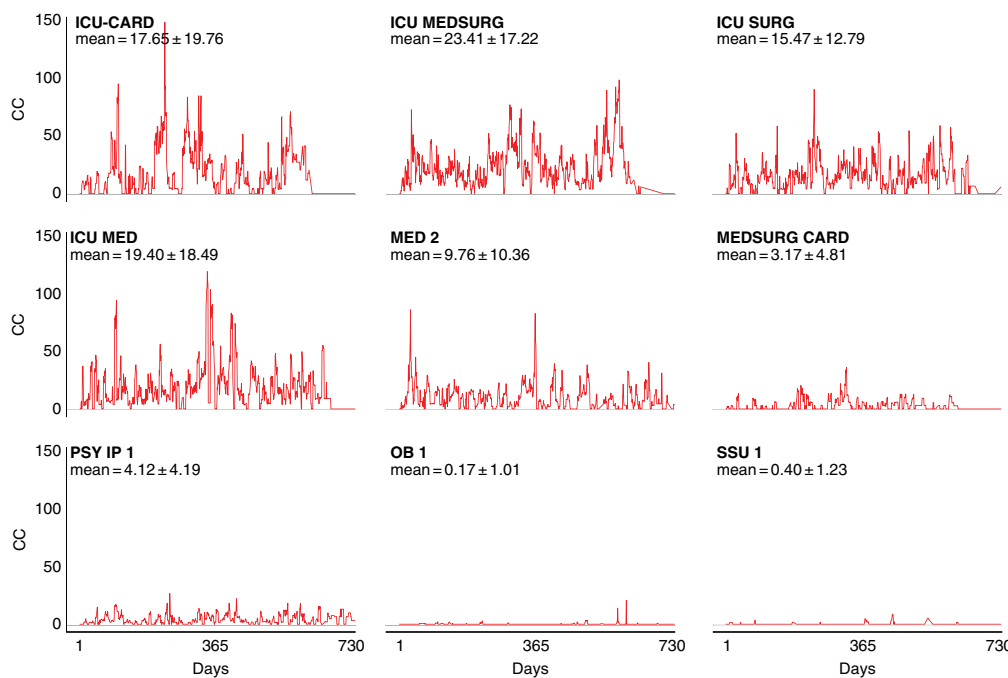 150
100
50
0
CC
ICU-CARD
mean = 17.65 ± 19.76
ICU MEDSURG
mean = 23.41 ± 17.22
ICU SURG
mean = 15.47 ± 12.79
150
100
50
0
CC
ICU MED
mean = 19.40 ± 18.49
MED 2
mean = 9.76 ± 10.36
MEDSURG CARD
mean = 3.17 ± 4.81
150
100
50
0
CC
PSY IP 1
mean = 4.12 ± 4.19
OB 1
mean = 0.17 ± 1.01
SSU 1
mean = 0.40 ± 1.23
1 365 730
Days
1 365 730
Days
1 365 730
Days